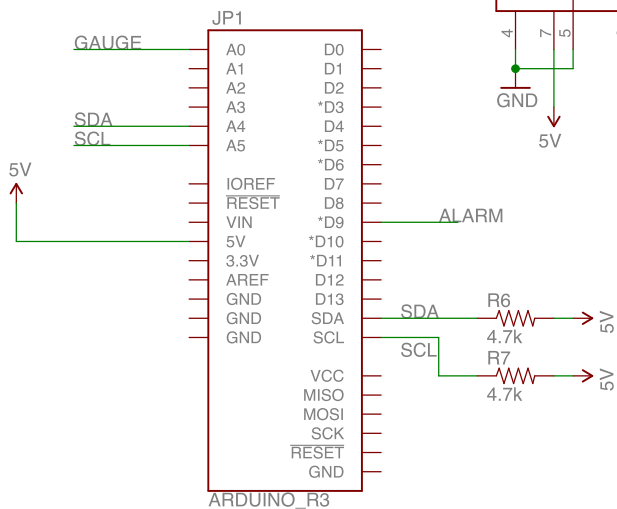 JP1
GAUGE A0 D0
A1 D1
A2 D2
A3 *D3
SDA A4 D4
SCL A5 *D5
*D6
5V IOREF D7
RESET D8
VIN *D9 ALARM
5V *D10
3.3V *D11
AREF D12
GND D13
GND SDA SDA R6 5V
4.7k
GND SCL SCL R7 5V
4.7k
VCC
MISO
MOSI
SCK
RESET
GND
ARDUINO_R3
4 7 5
GND
5V